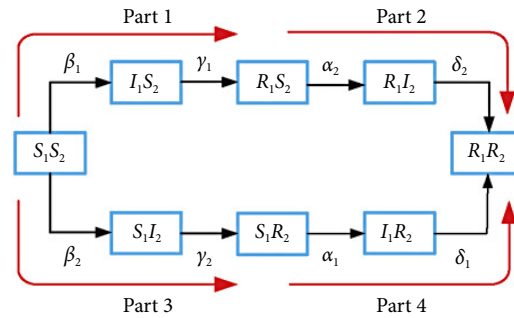 Part 1 Part 2
β₁ γ₁ α₂ δ₂
I₁S₂ R₁S₂ R₁I₂
S₁S₂ R₁R₂
S₁I₂ S₁R₂ I₁R₂
β₂ γ₂ α₁ δ₁
Part 3 Part 4